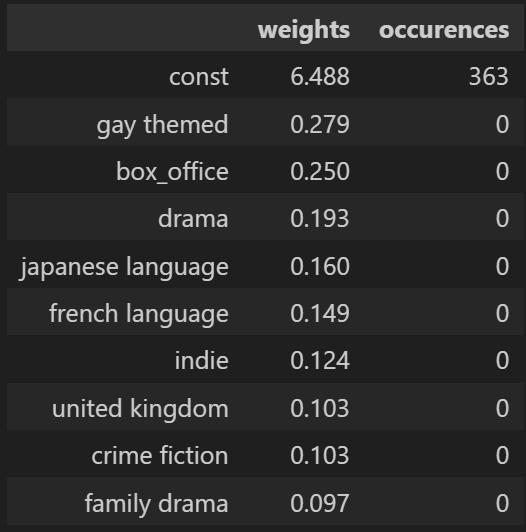 weights occurences
const 6.488 363
gay themed 0.279 0
box_office 0.250 0
drama 0.193 0
japanese language 0.160 0
french language 0.149 0
indie 0.124 0
united kingdom 0.103 0
crime fiction 0.103 0
family drama 0.097 0